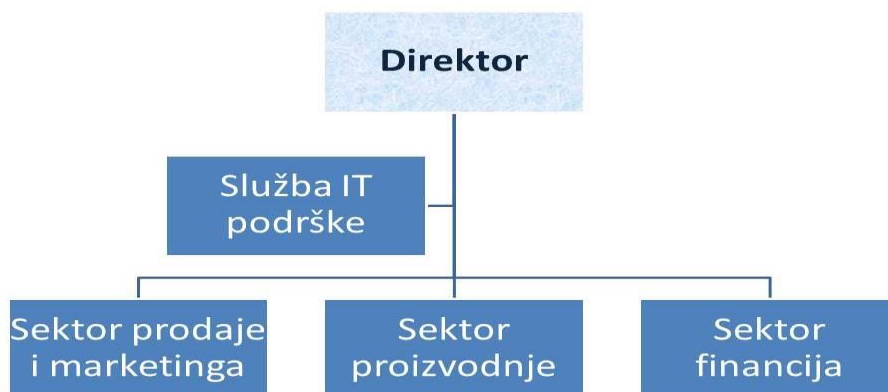 Direktor
Služba IT
podrške
Sektor prodaje
i marketinga
Sektor
proizvodnje
Sektor
financija